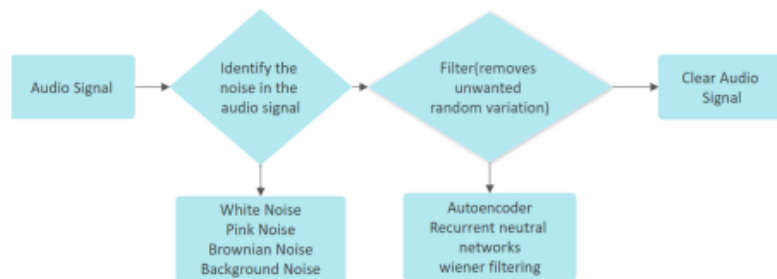 Audio Signal
Identify the
noise in the
audio signal
Filter(removes
unwanted
random variation)
Clear Audio
Signal
White Noise
Pink Noise
Brownian Noise
Background Noise
Autoencoder
Recurrent neutral
networks
wiener filtering